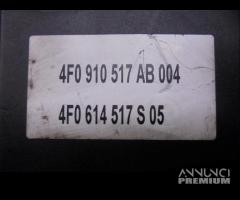 4F0 910 517 AB 004
4F0 614 517 S 05
ANNUNCI
PREMIUM